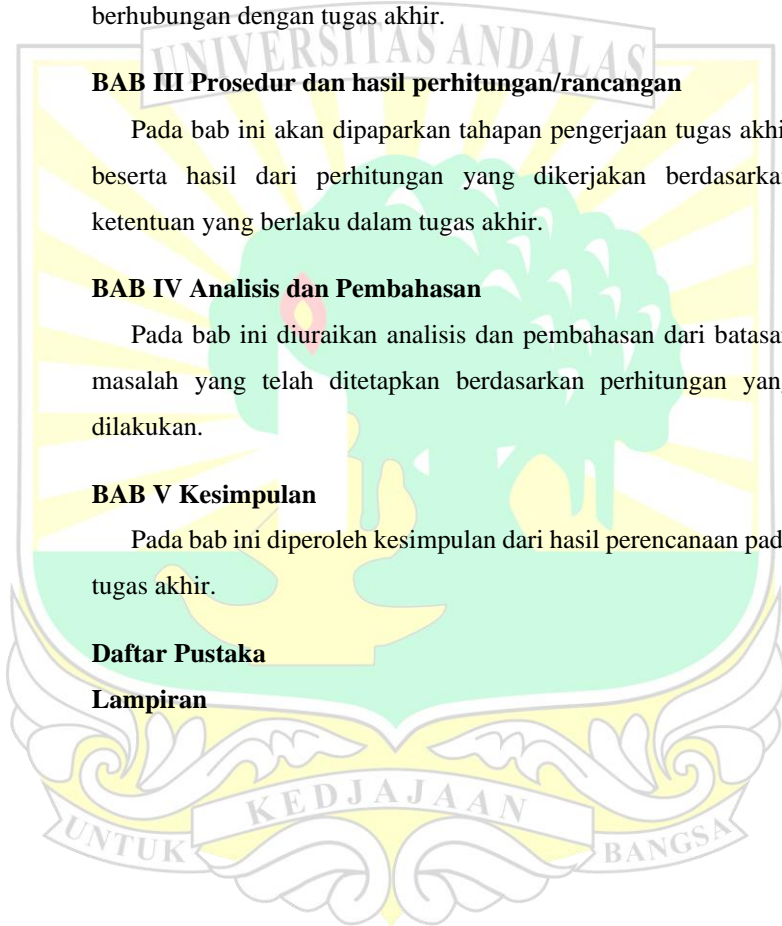 berhubungan dengan tugas akhir.
UNIVERSITAS ANDALAS
BAB III Prosedur dan hasil perhitungan/rancangan
Pada bab ini akan dipaparkan tahapan pengerjaan tugas akhi
beserta hasil dari perhitungan yang dikerjakan berdasarka
ketentuan yang berlaku dalam tugas akhir.
BAB IV Analisis dan Pembahasan
Pada bab ini diuraikan analisis dan pembahasan dari batasa
masalah yang telah ditetapkan berdasarkan perhitungan yan
dilakukan.
BAB V Kesimpulan
Pada bab ini diperoleh kesimpulan dari hasil perencanaan pad
tugas akhir.
Daftar Pustaka
Lampiran
UNTUK KEDJAJAAN BANGSA